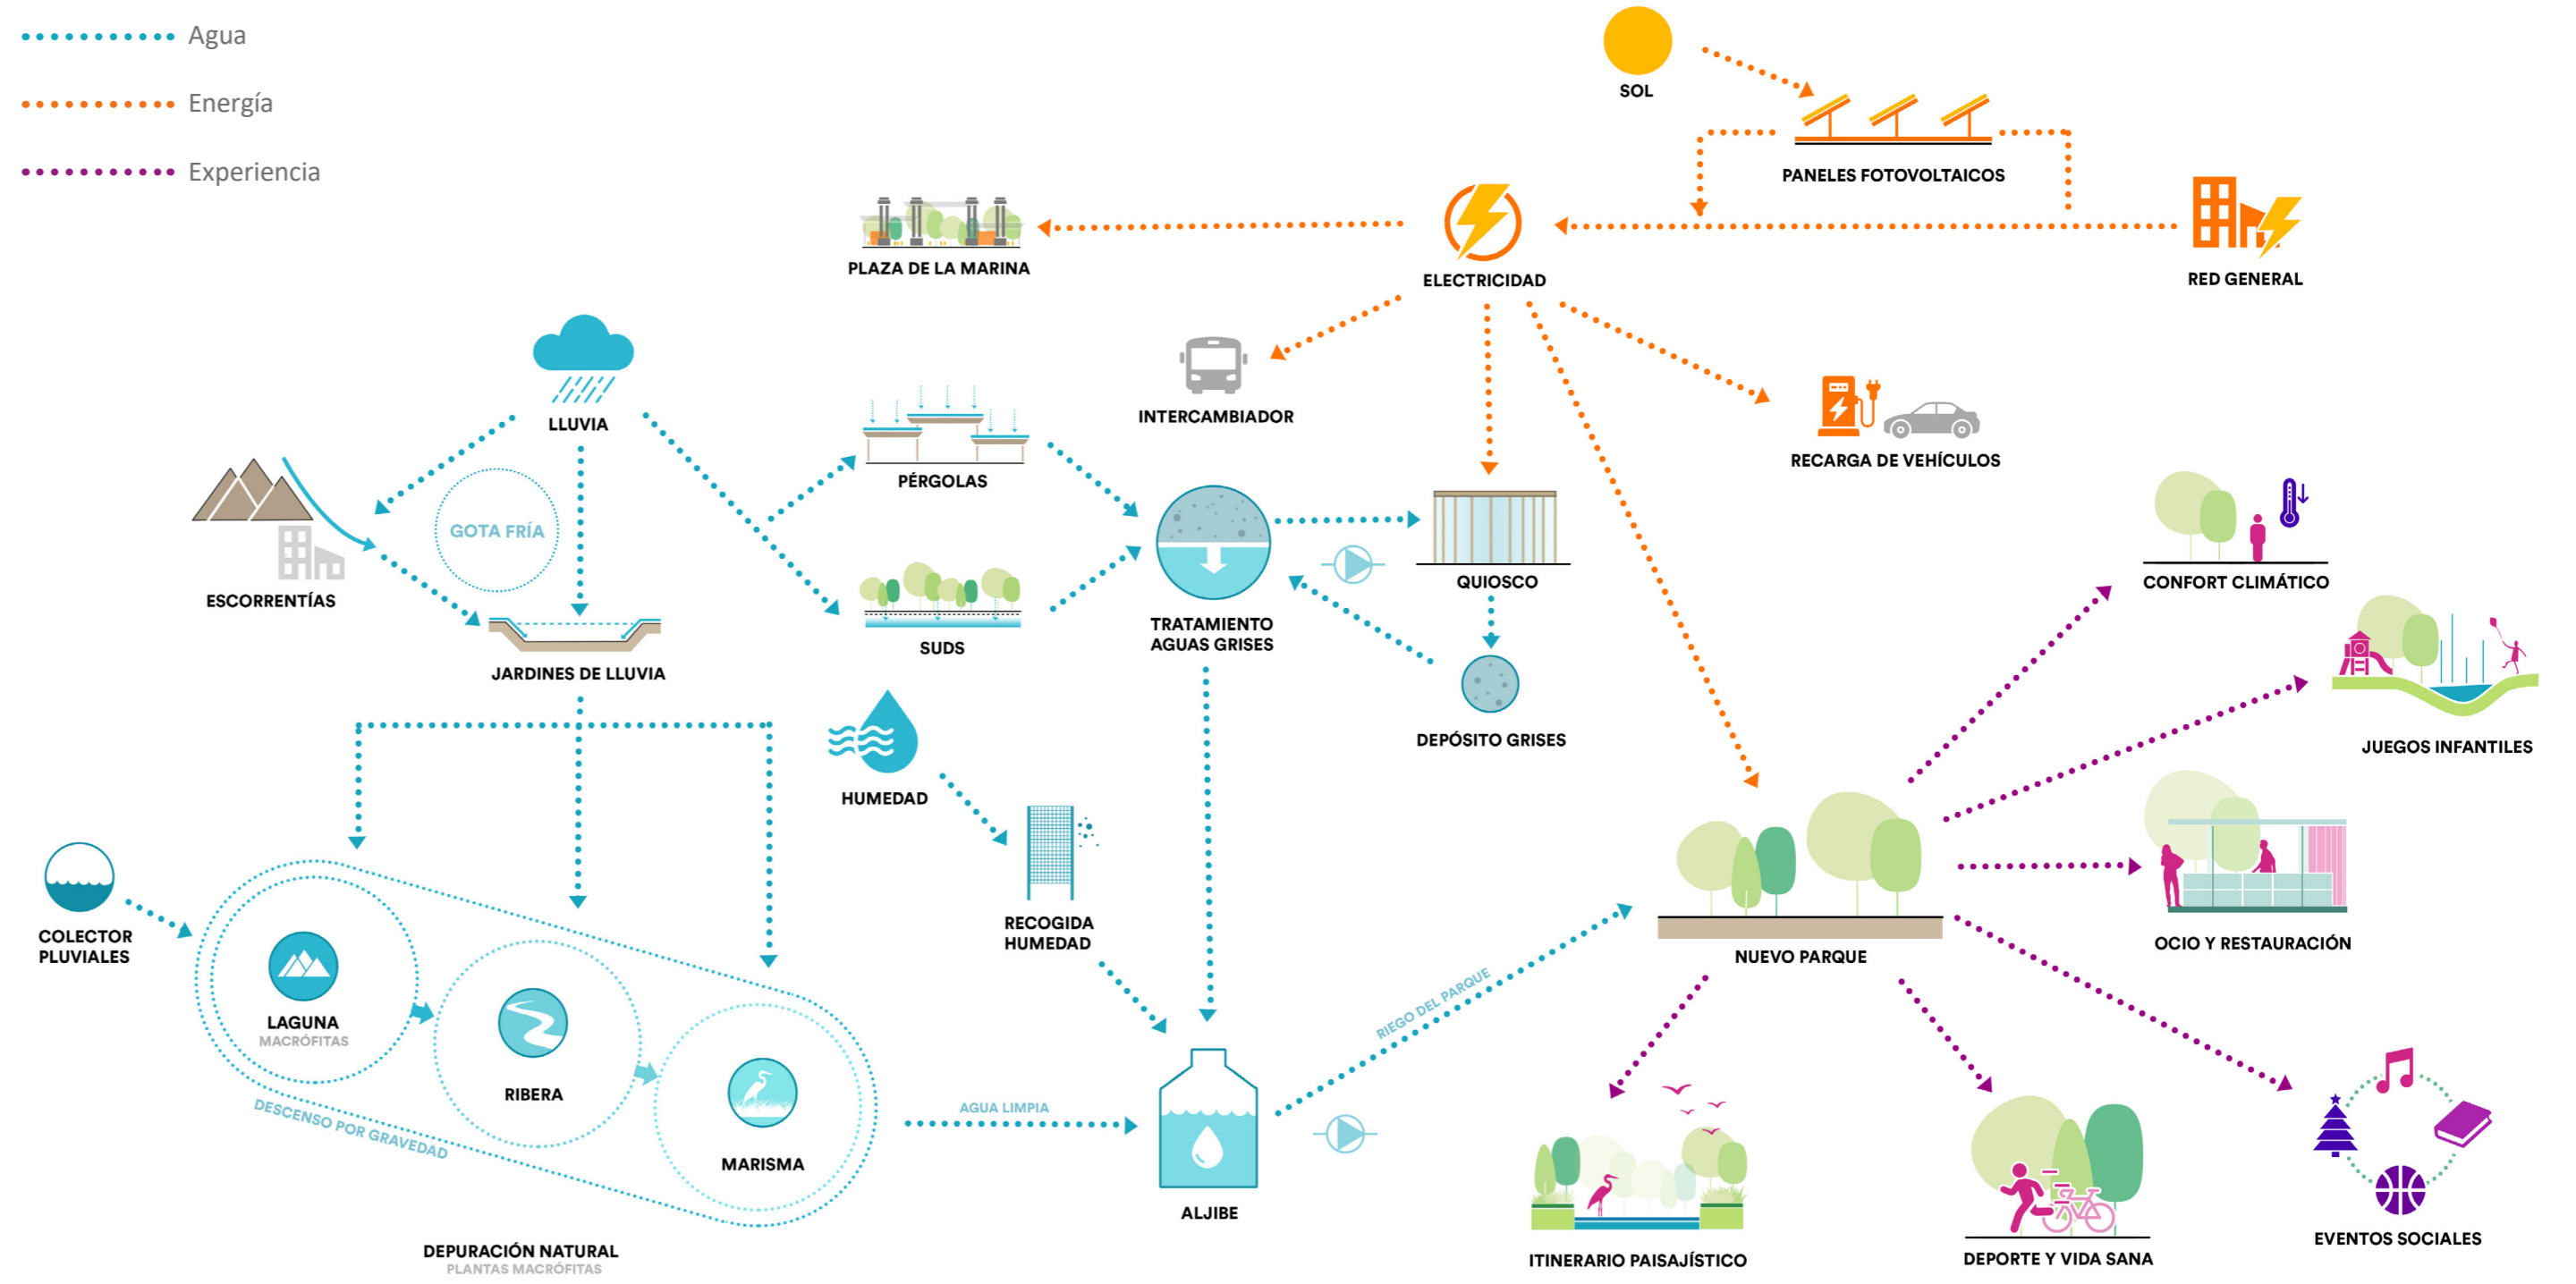 Agua
Energía
Experiencia
SOL
PANELES FOTOVOLTAICOS
PLAZA DE LA MARINA
ELECTRICIDAD
RED GENERAL
LLUVIA
INTERCAMBIADOR
RECARGA DE VEHÍCULOS
PÉRGOLAS
GOTA FRÍA
ESCORRENTÍAS
QUIOSCO
CONFORT CLIMÁTICO
TRATAMIENTO
AGUAS GRISES
SUDS
JARDINES DE LLUVIA
DEPÓSITO GRISES
JUEGOS INFANTILES
HUMEDAD
RECOGIDA
HUMEDAD
COLECTOR
PLUVIALES
NUEVO PARQUE
OCIO Y RESTAURACIÓN
LAGUNA
MACRÓFITAS
RIBERA
MARISMA
DESCENSO POR GRAVEDAD
AGUA LIMPIA
RIEGO DEL PARQUE
ALJIBE
DEPURACIÓN NATURAL
PLANTAS MACRÓFITAS
ITINERARIO PAISAJÍSTICO
DEPORTE Y VIDA SANA
EVENTOS SOCIALES